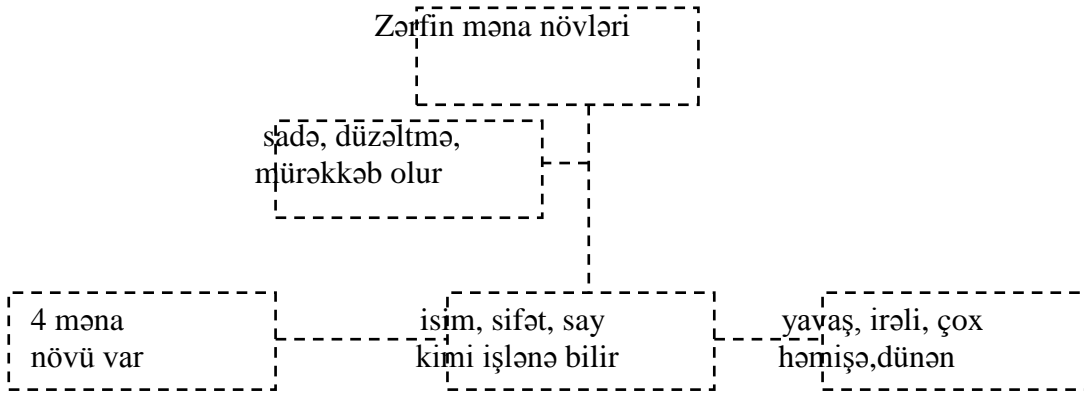 Zərfin məna növləri
sadə, düzəltmə,
mürəkkəb olur
4 məna
növü var
isim, sifət, say
kimi işlənə bilir
yavaş, irəli, çox
həmişə,dünən